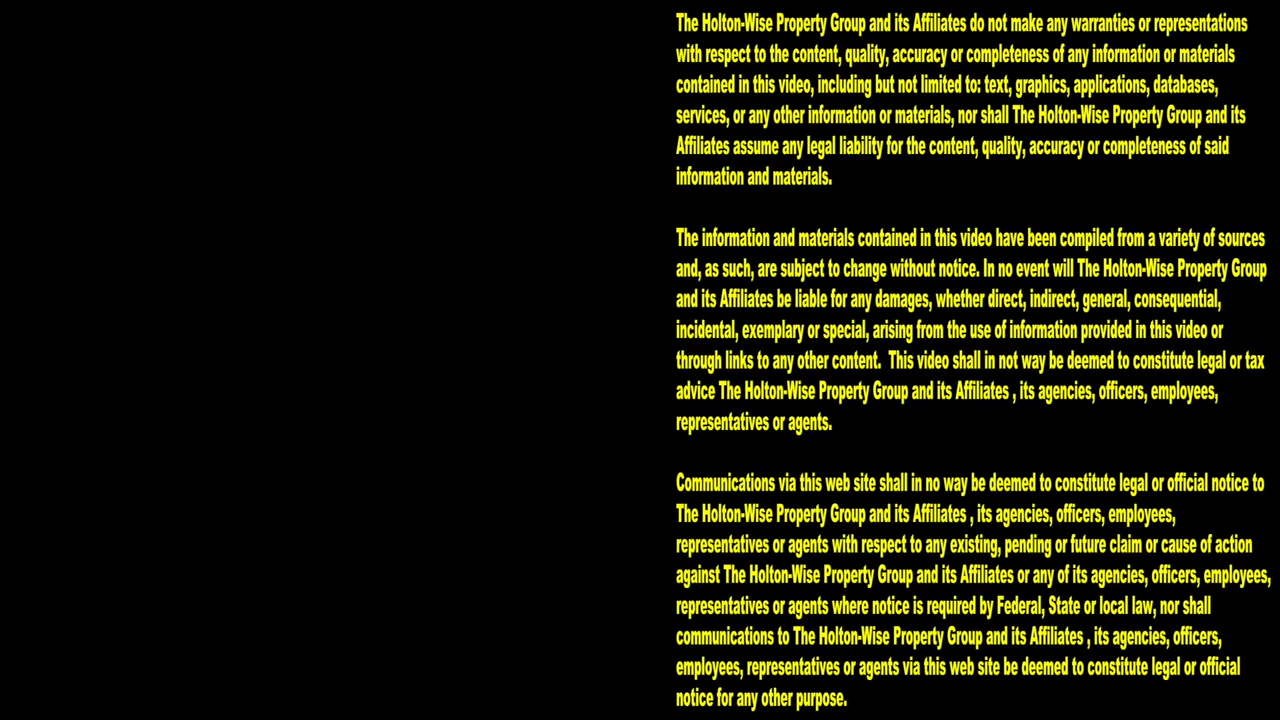 The Holton-Wise Property Group and its Affiliates do not make any warranties or representations
with respect to the content, quality, accuracy or completeness of any information or materials
contained in this video, including but not limited to: text, graphics, applications, databases,
services, or any other information or materials, nor shall The Holton-Wise Property Group and its
Affiliates assume any legal liability for the content, quality, accuracy or completeness of said
information and materials.
The information and materials contained in this video have been compiled from a variety of sources
and, as such, are subject to change without notice. In no event will The Holton-Wise Property Group
and its Affiliates be liable for any damages, whether direct, indirect, general, consequential,
incidental, exemplary or special, arising from the use of information provided in this video or
through links to any other content.  This video shall in not way be deemed to constitute legal or tax
advice The Holton-Wise Property Group and its Affiliates , its agencies, officers, employees,
representatives or agents.
Communications via this web site shall in no way be deemed to constitute legal or official notice to
The Holton-Wise Property Group and its Affiliates , its agencies, officers, employees,
representatives or agents with respect to any existing, pending or future claim or cause of action
against The Holton-Wise Property Group and its Affiliates or any of its agencies, officers, employees,
representatives or agents where notice is required by Federal, State or local law, nor shall
communications to The Holton-Wise Property Group and its Affiliates , its agencies, officers,
employees, representatives or agents via this web site be deemed to constitute legal or official
notice for any other purpose.